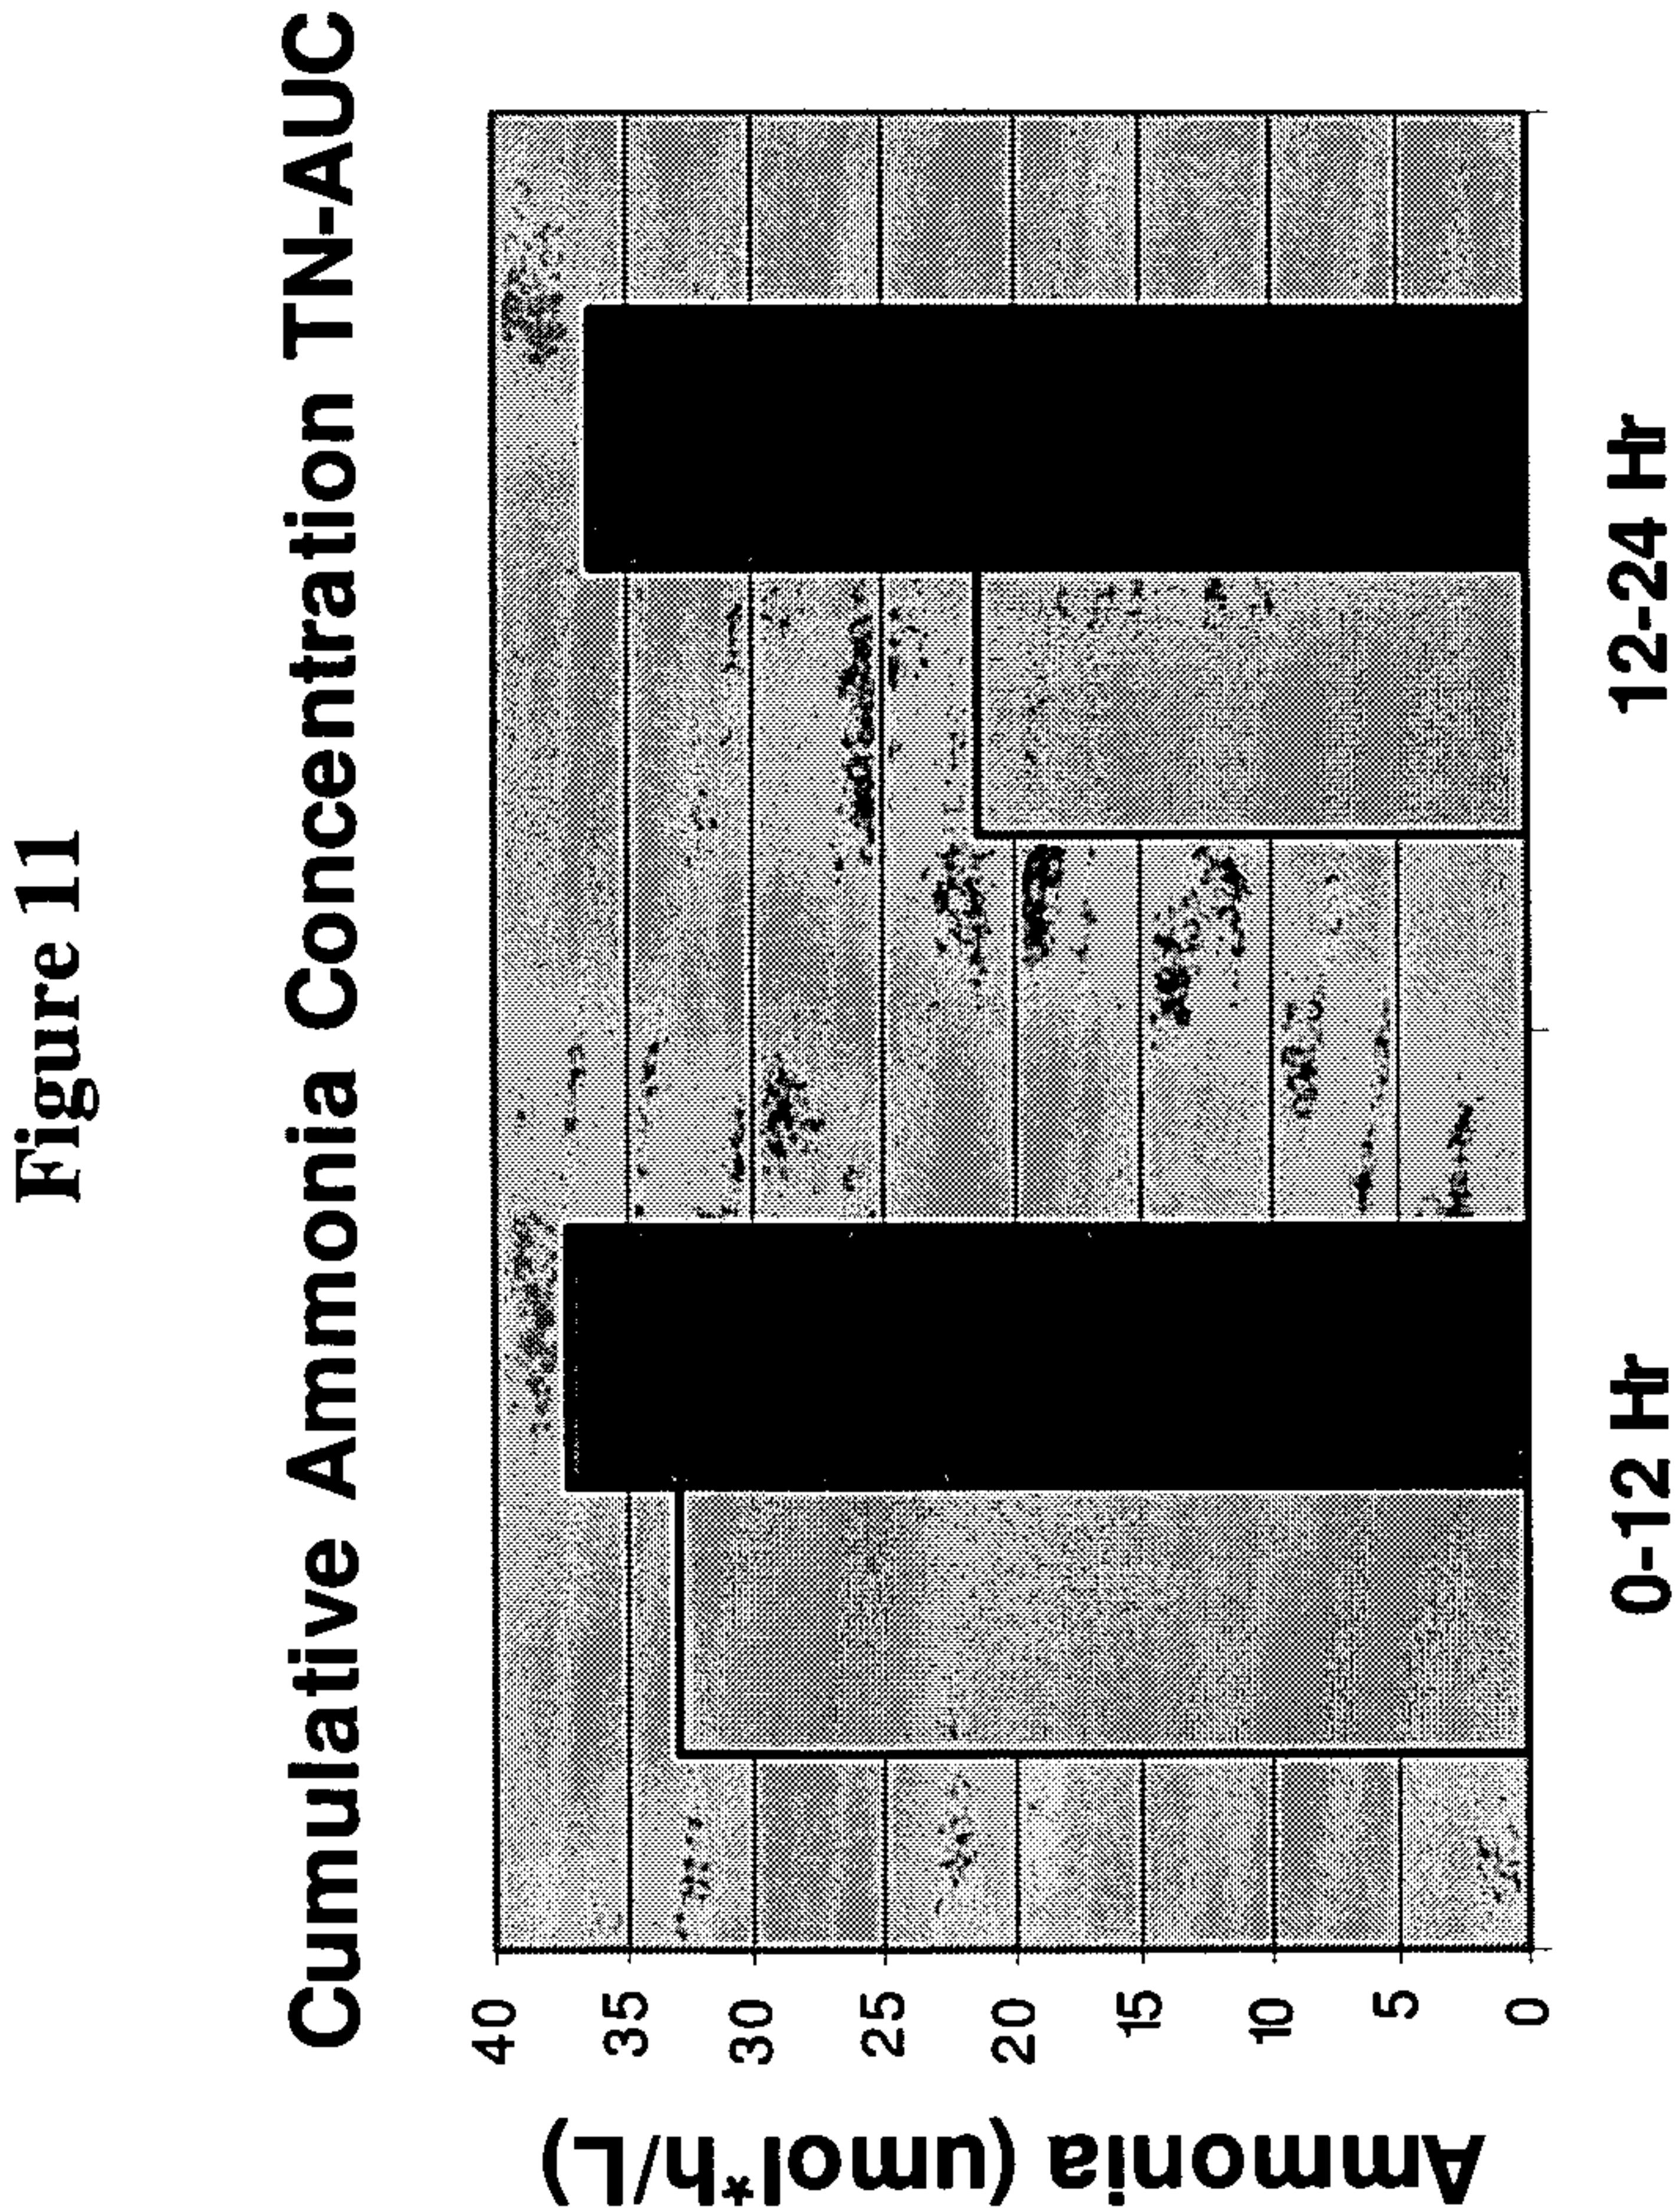 Figure 11
Cumulative Ammonia Concentration TN-AUC
Ammonia (umol*h/L)
40
35
30
25
20
15
10
5
0
0-12 Hr
12-24 Hr